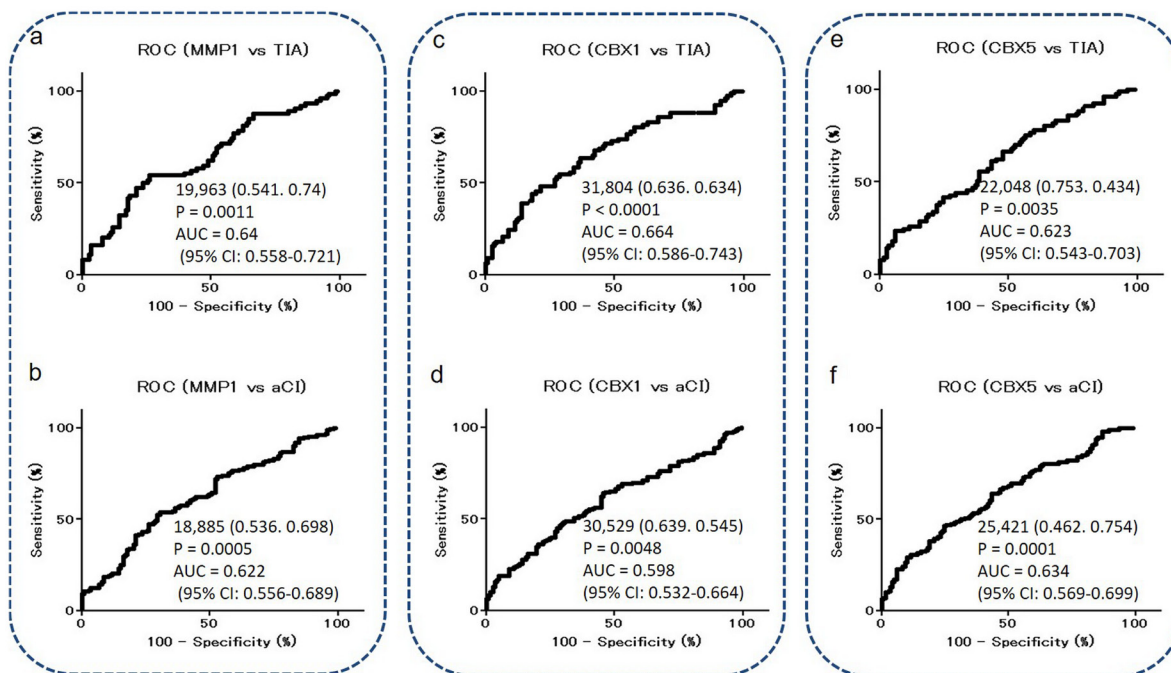 a
ROC (MMP1 vs TIA)
100
50
0
Sensitivity (%)
19,963 (0.541. 0.74)
P = 0.0011
AUC = 0.64
(95% CI: 0.558-0.721)
0
50
100
100 - Specificity (%)
b
ROC (MMP1 vs aCI)
100
50
0
Sensitivity (%)
18,885 (0.536. 0.698)
P = 0.0005
AUC = 0.622
(95% CI: 0.556-0.689)
0
50
100
100 - Specificity (%)
c
ROC (CBX1 vs TIA)
100
50
0
Sensitivity (%)
31,804 (0.636. 0.634)
P < 0.0001
AUC = 0.664
(95% CI: 0.586-0.743)
0
50
100
100 - Specificity (%)
d
ROC (CBX1 vs aCI)
100
50
0
Sensitivity (%)
30,529 (0.639. 0.545)
P = 0.0048
AUC = 0.598
(95% CI: 0.532-0.664)
0
50
100
100 - Specificity (%)
e
ROC (CBX5 vs TIA)
100
50
0
Sensitivity (%)
22,048 (0.753. 0.434)
P = 0.0035
AUC = 0.623
(95% CI: 0.543-0.703)
0
50
100
100 - Specificity (%)
f
ROC (CBX5 vs aCI)
100
50
0
Sensitivity (%)
25,421 (0.462. 0.754)
P = 0.0001
AUC = 0.634
(95% CI: 0.569-0.699)
0
50
100
100 - Specificity (%)